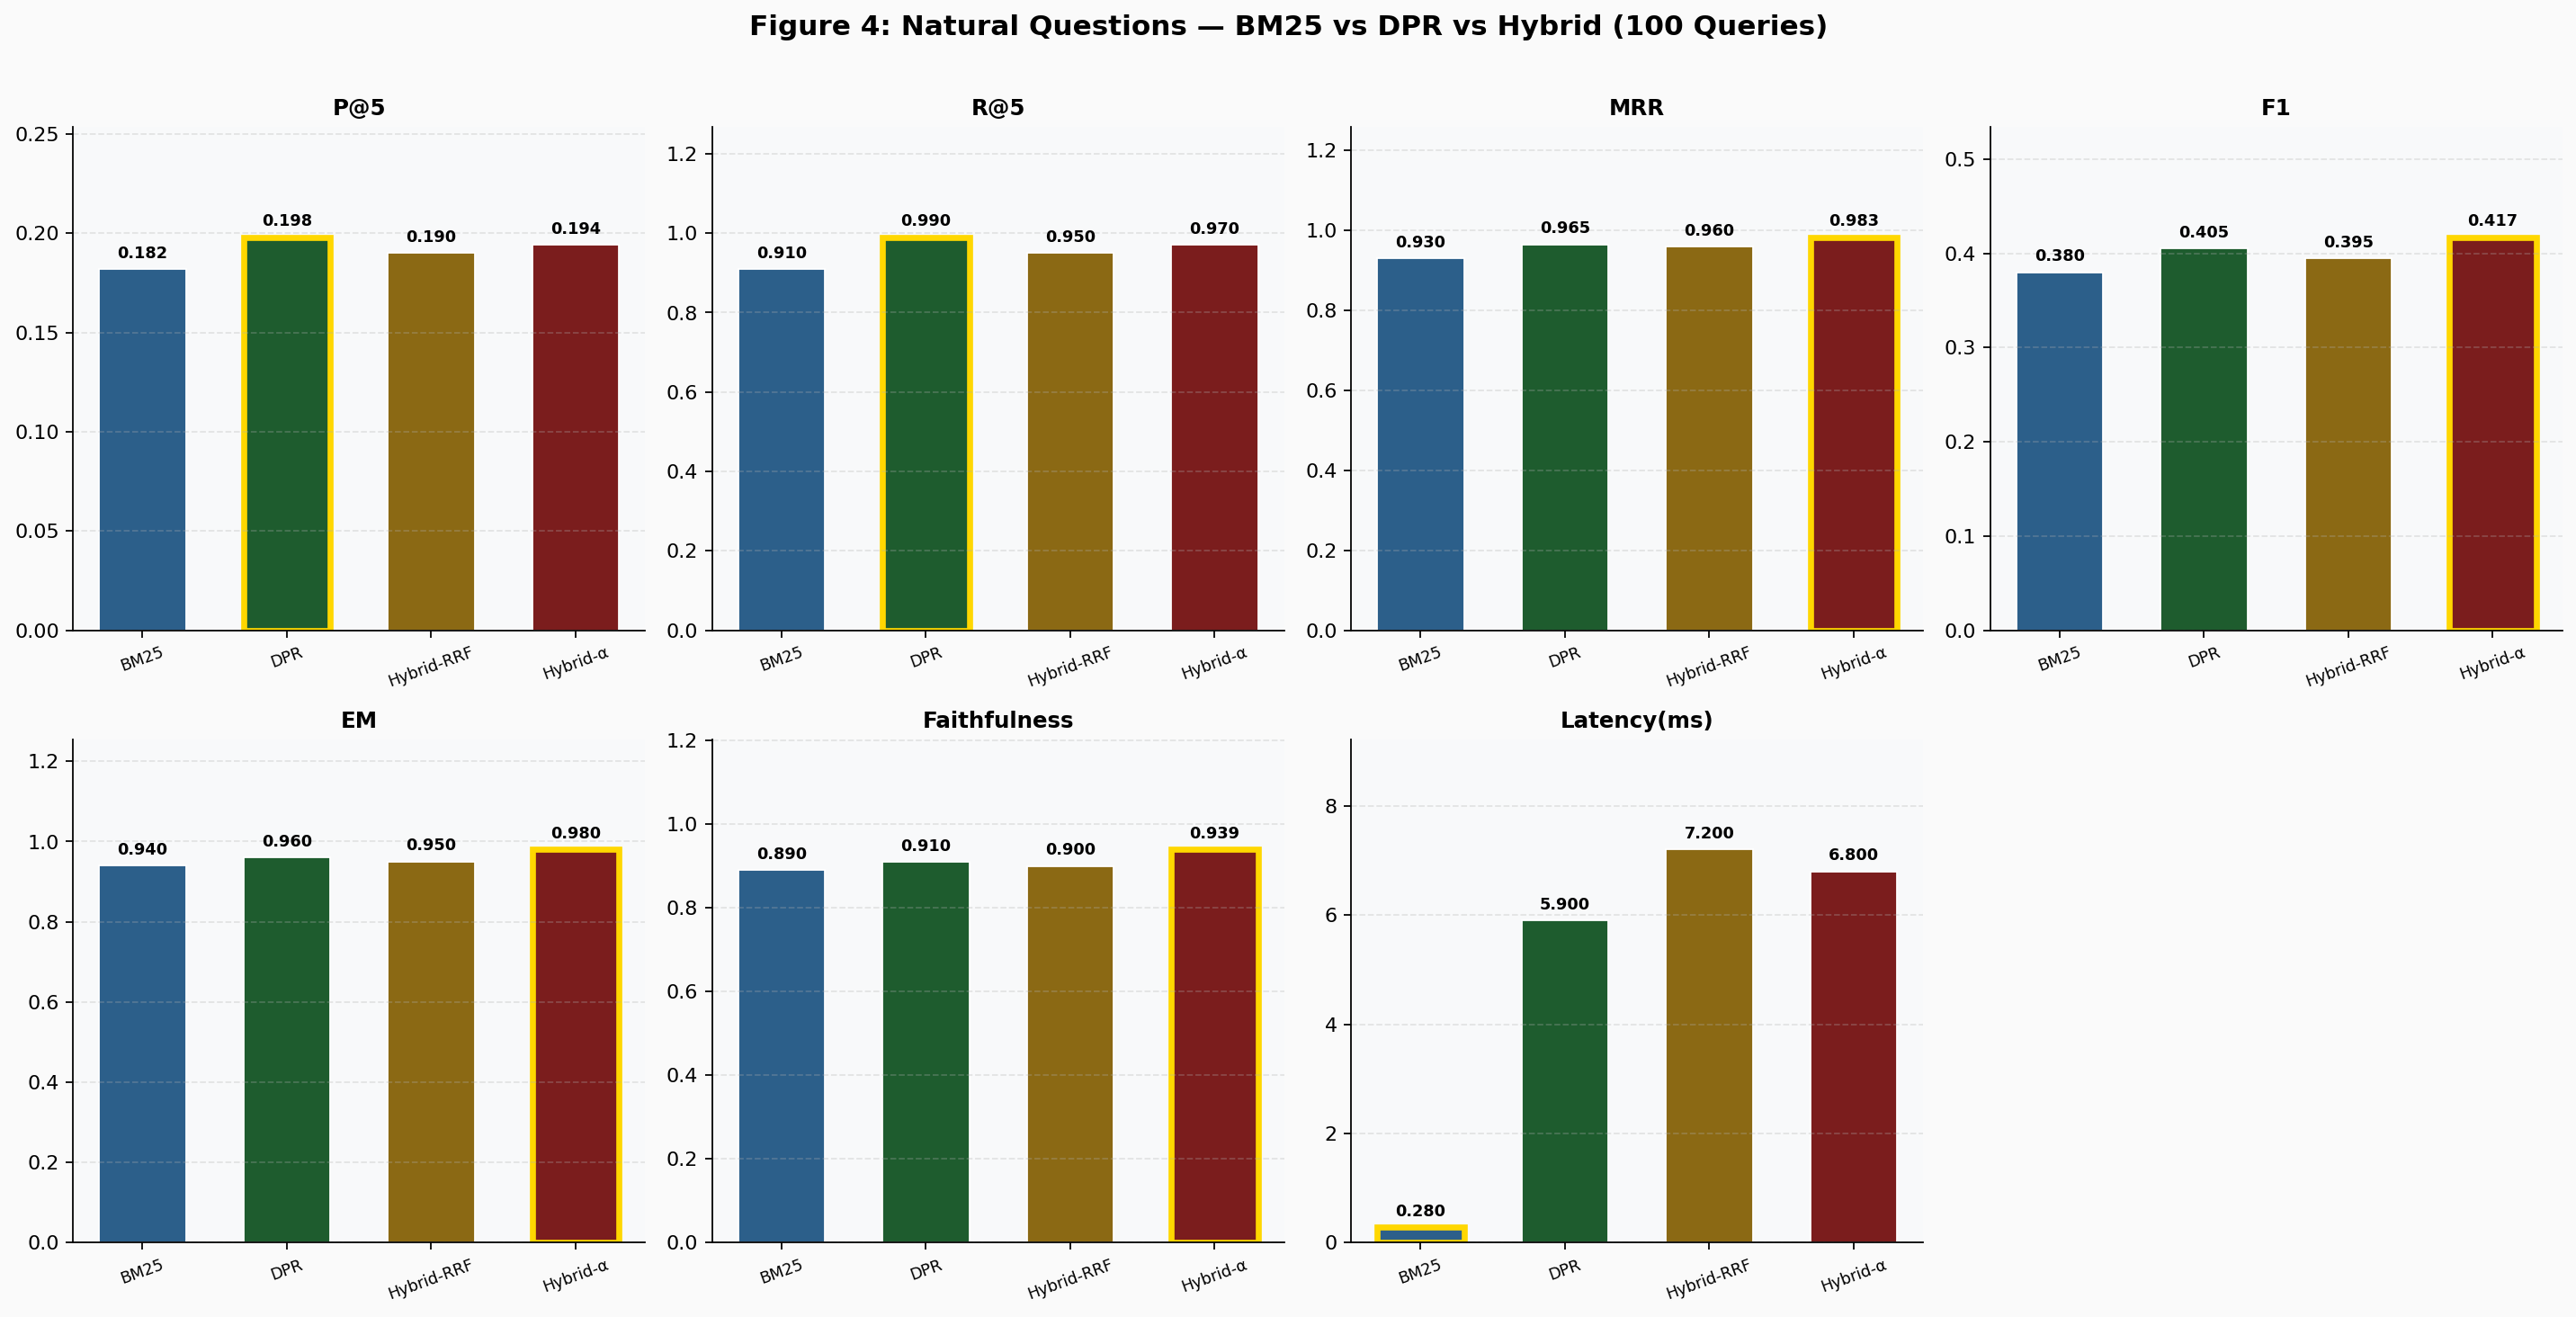 Figure 4: Natural Questions — BM25 vs DPR vs Hybrid (100 Queries)
P@5
0.25
0.20
0.15
0.10
0.05
0.00
0.182
0.198
0.190
0.194
BM25
DPR
Hybrid-RRF
Hybrid-α
R@5
1.2
1.0
0.8
0.6
0.4
0.2
0.0
0.910
0.990
0.950
0.970
BM25
DPR
Hybrid-RRF
Hybrid-α
MRR
1.2
1.0
0.8
0.6
0.4
0.2
0.0
0.930
0.965
0.960
0.983
BM25
DPR
Hybrid-RRF
Hybrid-α
F1
0.5
0.4
0.3
0.2
0.1
0.0
0.380
0.405
0.395
0.417
BM25
DPR
Hybrid-RRF
Hybrid-α
EM
1.2
1.0
0.8
0.6
0.4
0.2
0.0
0.940
0.960
0.950
0.980
BM25
DPR
Hybrid-RRF
Hybrid-α
Faithfulness
1.2
1.0
0.8
0.6
0.4
0.2
0.0
0.890
0.910
0.900
0.939
BM25
DPR
Hybrid-RRF
Hybrid-α
Latency(ms)
8
6
4
2
0
0.280
5.900
7.200
6.800
BM25
DPR
Hybrid-RRF
Hybrid-α